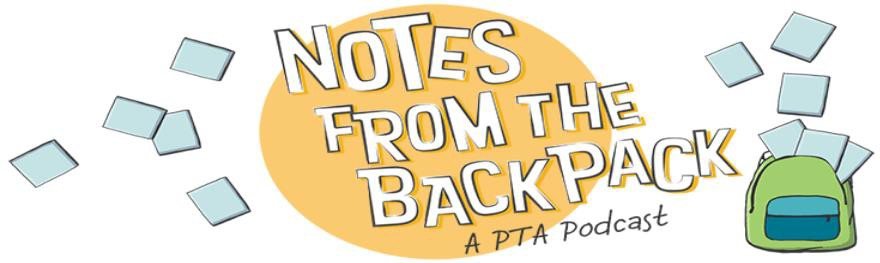 NOTES
FROM THE
BACKPACK
A PTA Podcast